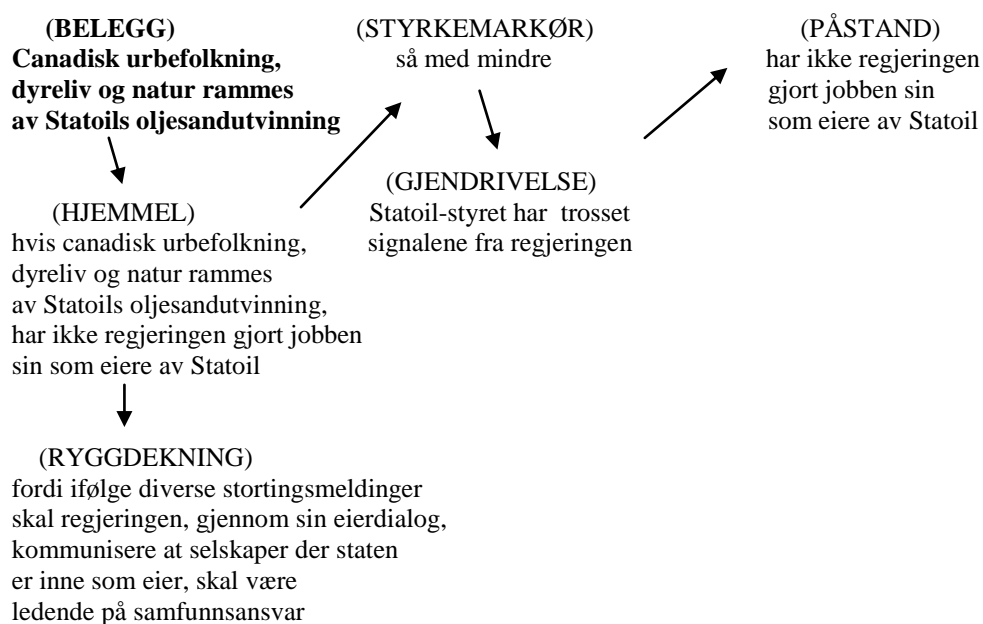 (BELEGG)
Canadisk urbefolkning,
dyreliv og natur rammes
av Statoils oljesandutvinning
(STYRKEMARKØR)
så med mindre
(PÅSTAND)
har ikke regjeringen
gjort jobben sin
som eiere av Statoil
(GJENDRIVELSE)
Statoil-styret har trosset
signalene fra regjeringen
(HJEMMEL)
hvis canadisk urbefolkning,
dyreliv og natur rammes
av Statoils oljesandutvinning,
har ikke regjeringen gjort jobben
sin som eiere av Statoil
(RYGGDEKNING)
fordi ifølge diverse stortingsmeldinger
skal regjeringen, gjennom sin eierdialog,
kommunisere at selskaper der staten
er inne som eier, skal være
ledende på samfunnsansvar